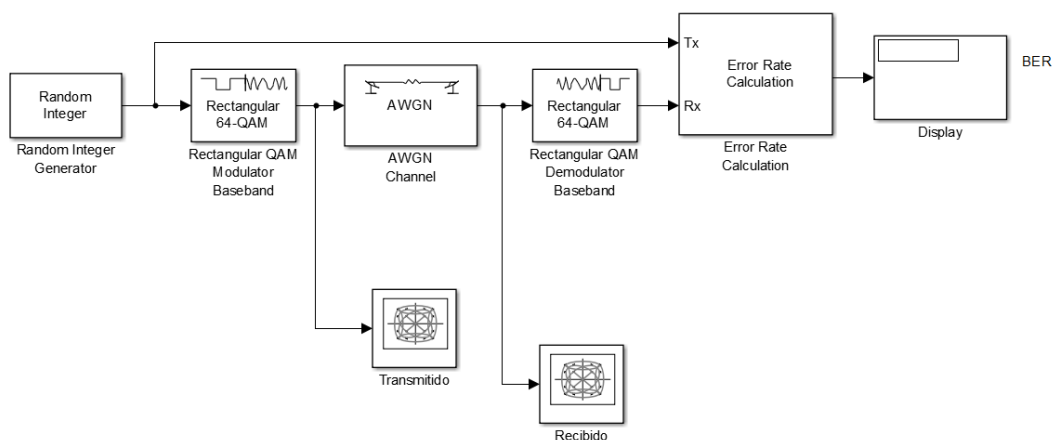 Random
Integer
Random Integer
Generator
Rectangular
64-QAM
Rectangular QAM
Modulator
Baseband
AWGN
AWGN
Channel
Rectangular
64-QAM
Rectangular QAM
Demodulator
Baseband
Tx
Rx
Error Rate
Calculation
Error Rate
Calculation
Display
BER
Transmitido
Recibido